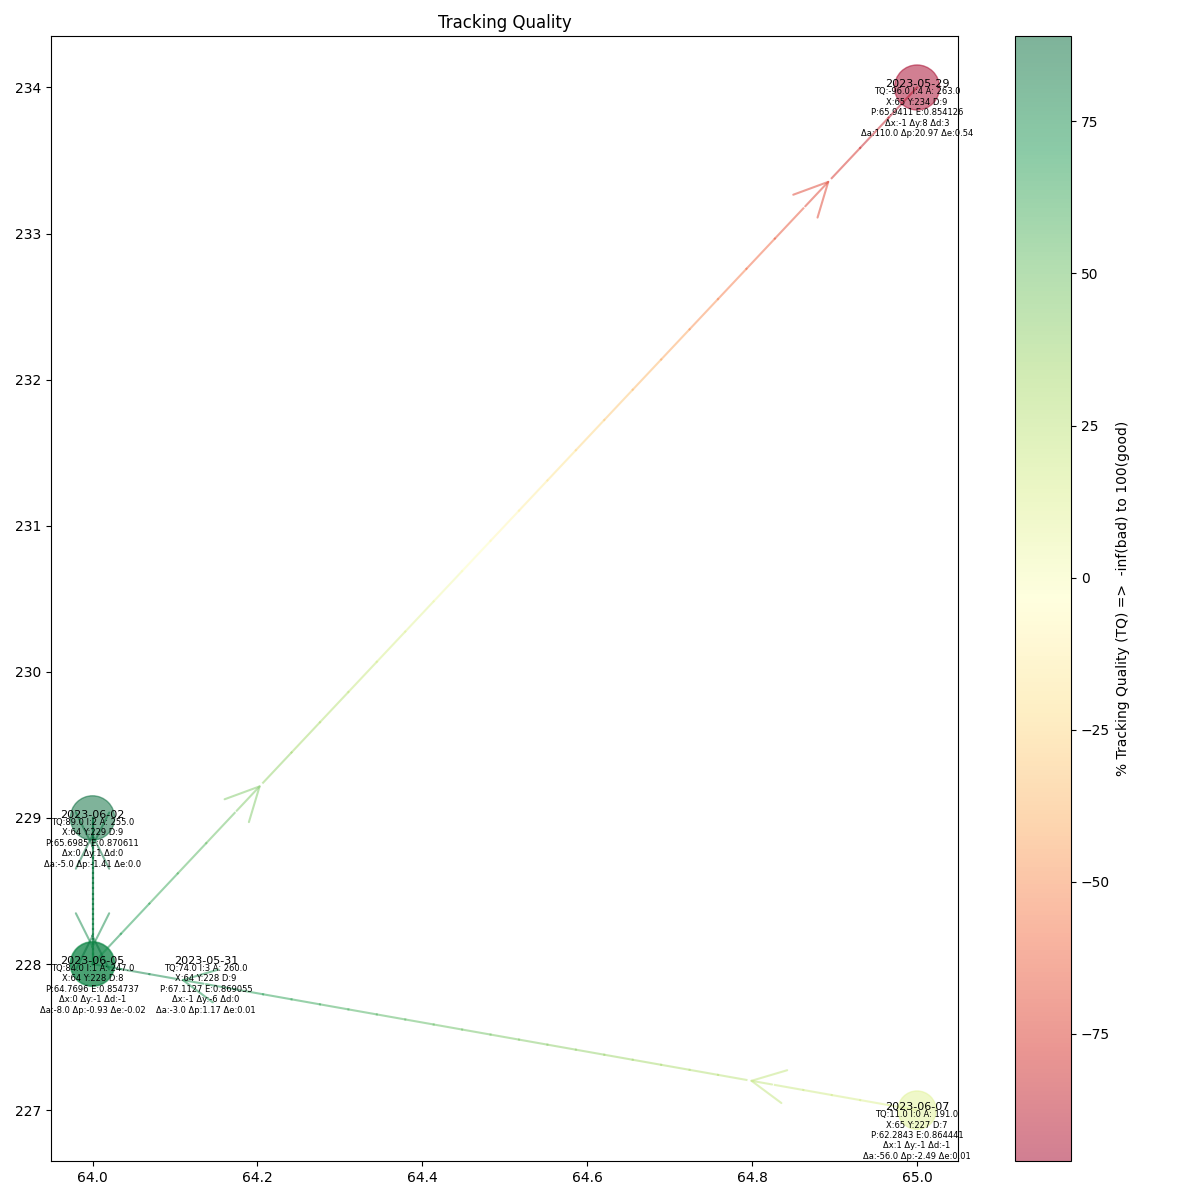 Tracking Quality
234
233
232
231
230
229
228
227
64.0
64.2
64.4
64.6
64.8
65.0
2023-05-29
TQ:-96.0 I:4 A: 263.0
X:65 Y:234 D:9
P:65.9411 E:0.854126
Δx:-1 Δy:8 Δd:3
Δa:110.0 Δp:20.97 Δe:0.54
2023-06-02
TQ:89.0 I:2 A: 255.0
X:64 Y:229 D:9
P:65.6985 E:0.870611
Δx:0 Δy:1 Δd:0
Δa:-5.0 Δp:-1.41 Δe:0.0
2023-06-05
TQ:84.0 I:1 A: 247.0
X:64 Y:228 D:8
P:64.7696 E:0.854737
Δx:0 Δy:-1 Δd:-1
Δa:-8.0 Δp:-0.93 Δe:-0.02
2023-05-31
TQ:74.0 I:3 A: 260.0
X:64 Y:228 D:9
P:67.1127 E:0.869055
Δx:-1 Δy:-6 Δd:0
Δa:-3.0 Δp:1.17 Δe:0.01
2023-06-07
TQ:11.0 I:0 A: 191.0
X:65 Y:227 D:7
P:62.2843 E:0.864441
Δx:1 Δy:-1 Δd:-1
Δa:-56.0 Δp:-2.49 Δe:0.01
75
50
25
0
−25
−50
−75
% Tracking Quality (TQ) => -inf(bad) to 100(good)